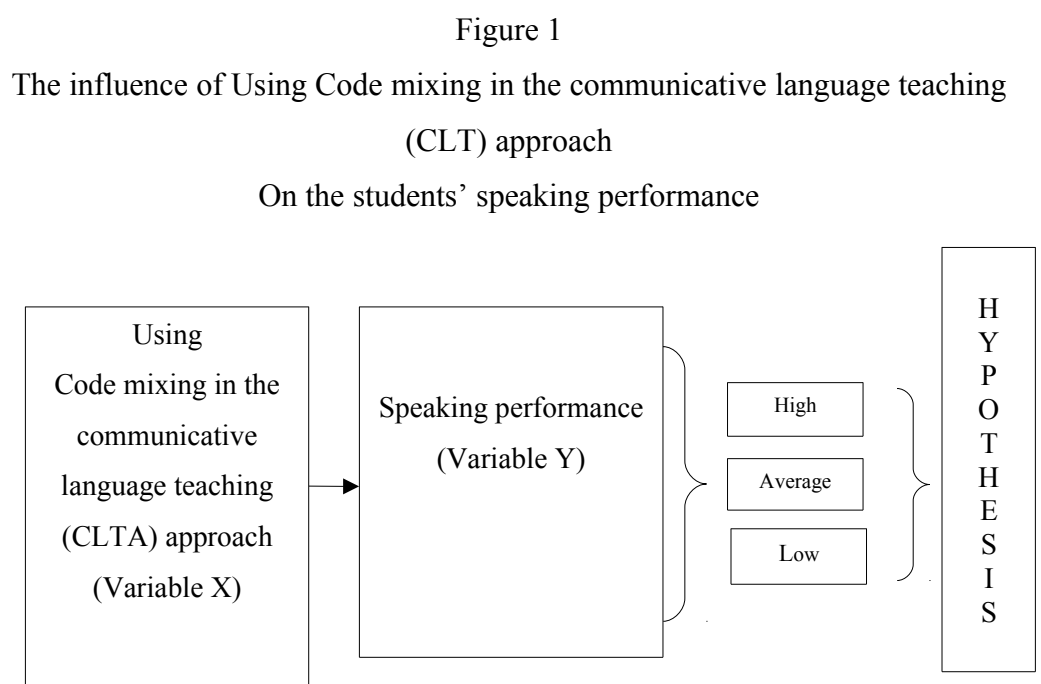 Figure 1
The influence of Using Code mixing in the communicative language teaching
(CLT) approach
On the students’ speaking performance
Using
Code mixing in the
communicative
language teaching
(CLTA) approach
(Variable X)
Speaking performance
(Variable Y)
High
Average
Low
H
Y
P
O
T
H
E
S
I
S